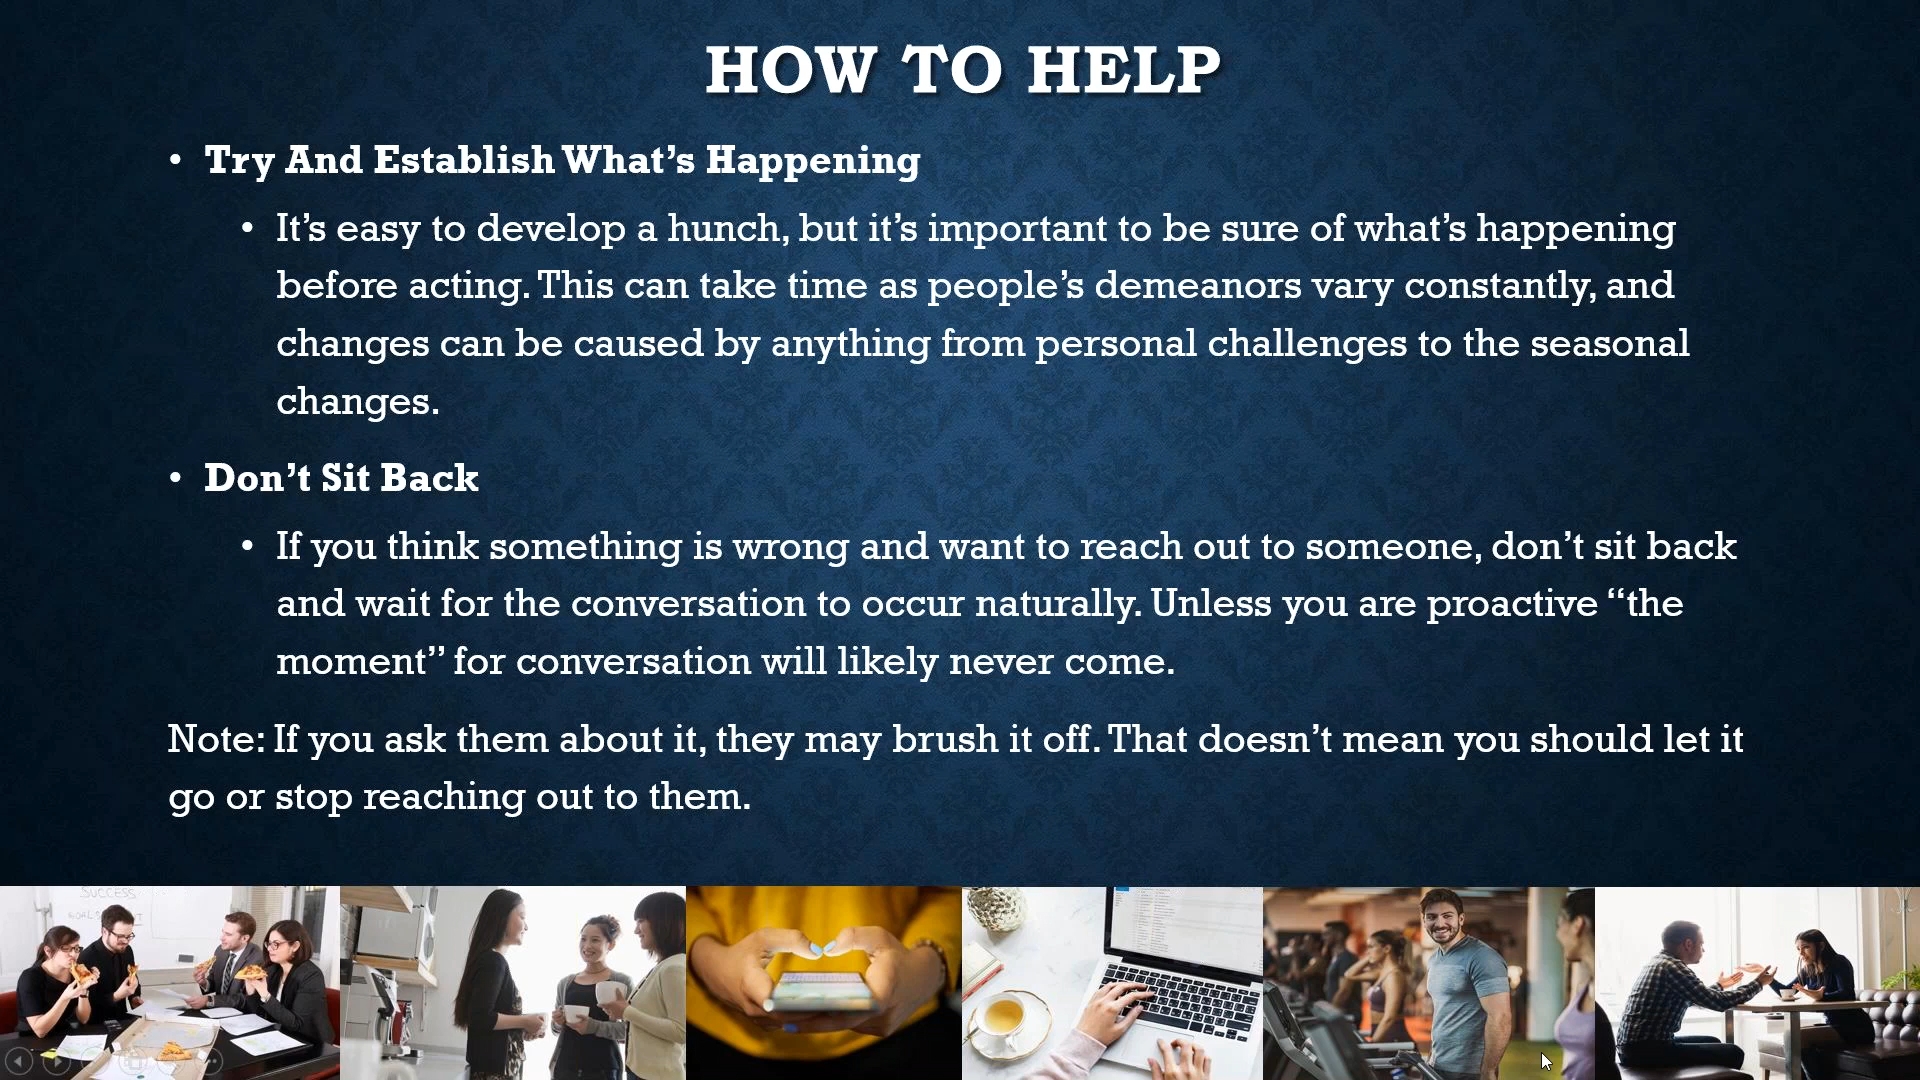 HOW TO HELP
• Try And Establish What’s Happening
• It’s easy to develop a hunch, but it’s important to be sure of what’s happening
before acting. This can take time as people’s demeanors vary constantly, and
changes can be caused by anything from personal challenges to the seasonal
changes.
• Don’t Sit Back
• If you think something is wrong and want to reach out to someone, don’t sit back
and wait for the conversation to occur naturally. Unless you are proactive “the
moment” for conversation will likely never come.
Note: If you ask them about it, they may brush it off. That doesn’t mean you should let it
go or stop reaching out to them.
SUCCESS